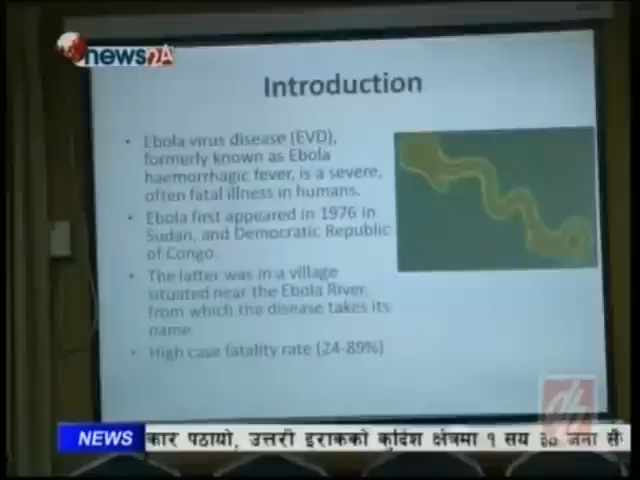 news24
Introduction
• Ebola virus disease (EVD),
formerly known as Ebola
haemorrhagic fever, is a severe,
often fatal illness in humans.
• Ebola first appeared in 1976 in
Sudan, and Democratic Republic
of Congo.
• The latter was in a village
situated near the Ebola River,
from which the disease takes its
name.
• High case fatality rate (24-89%)
NEWS कार पठायो, उत्तरी इराकको कुर्दिश क्षेत्रमा १ सय ३० जना सै